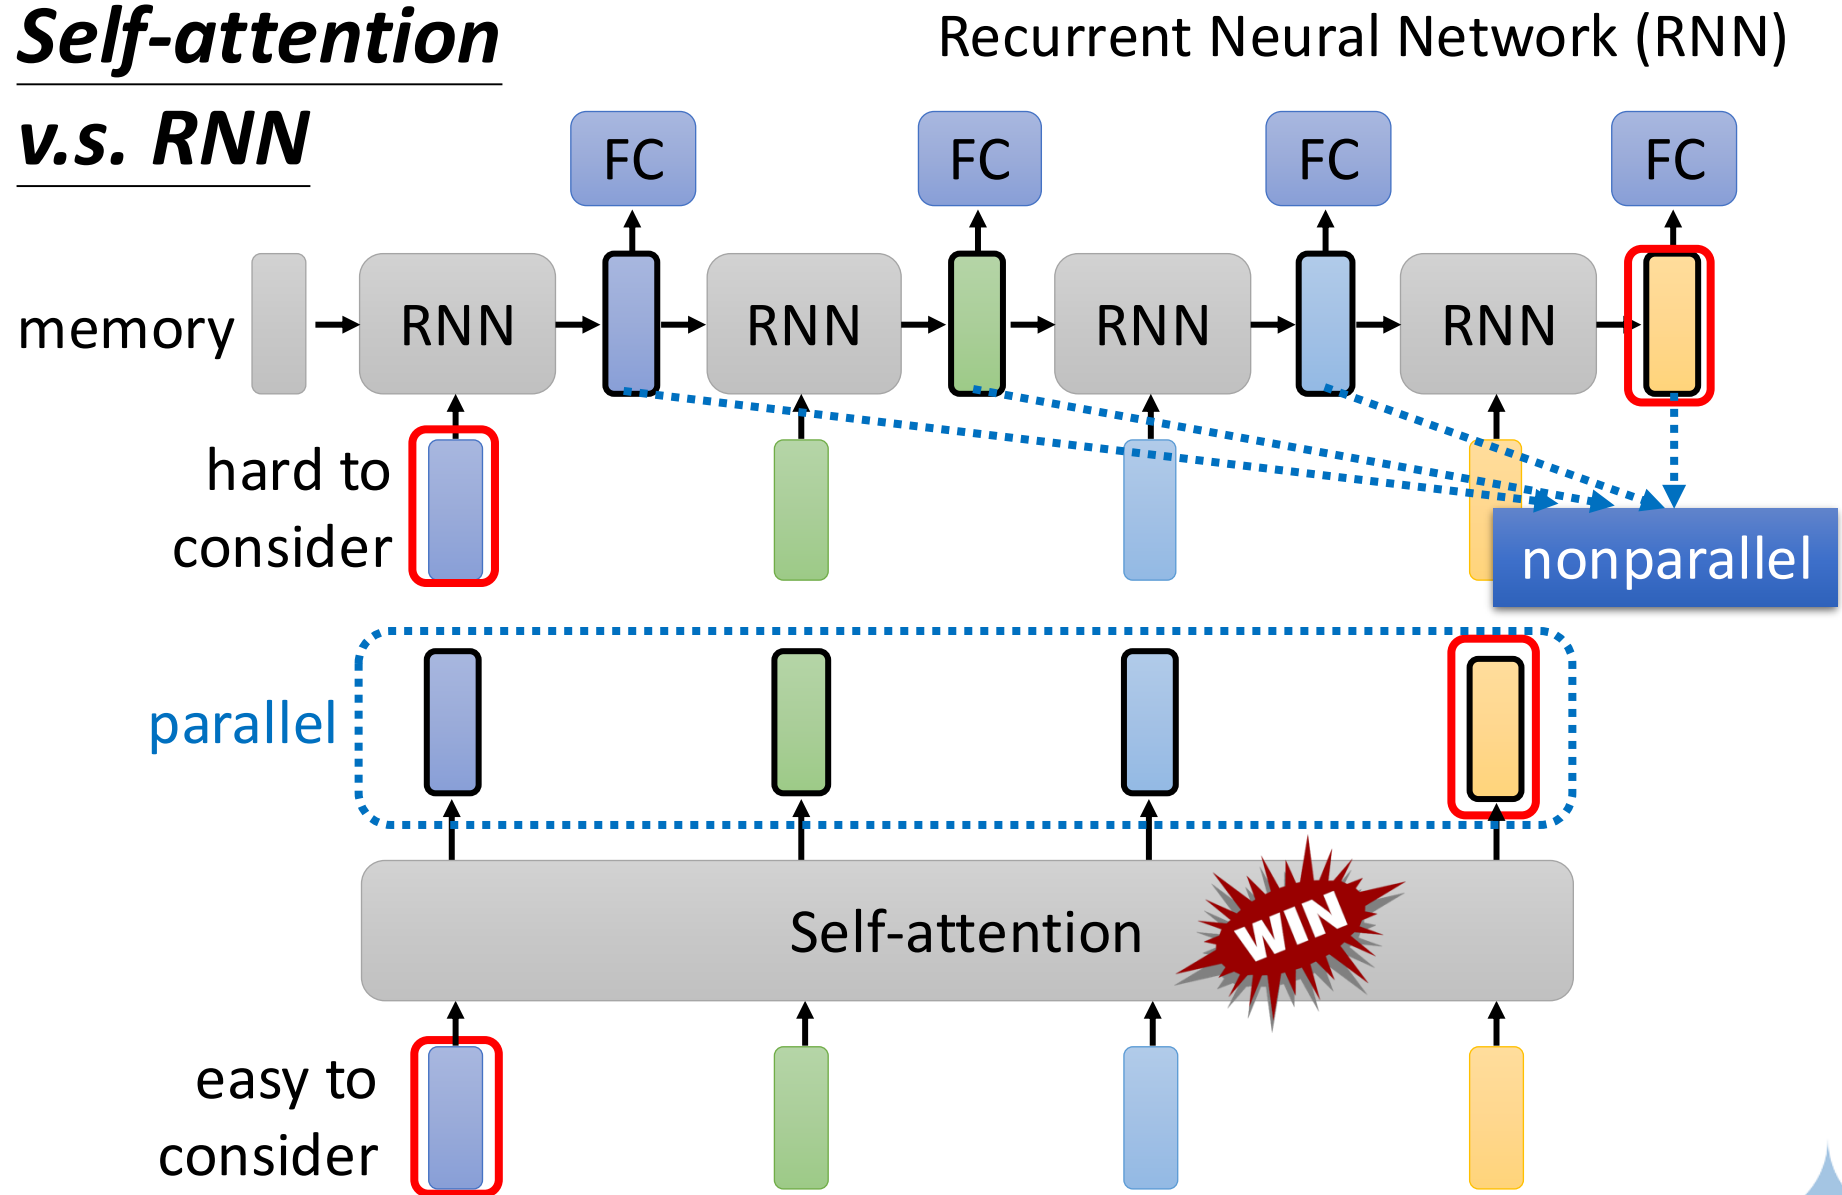 Self-attention
v.s. RNN
Recurrent Neural Network (RNN)
FC
FC
FC
FC
memory
RNN
RNN
RNN
RNN
hard to
consider
nonparallel
parallel
Self-attention
WIN
easy to
consider